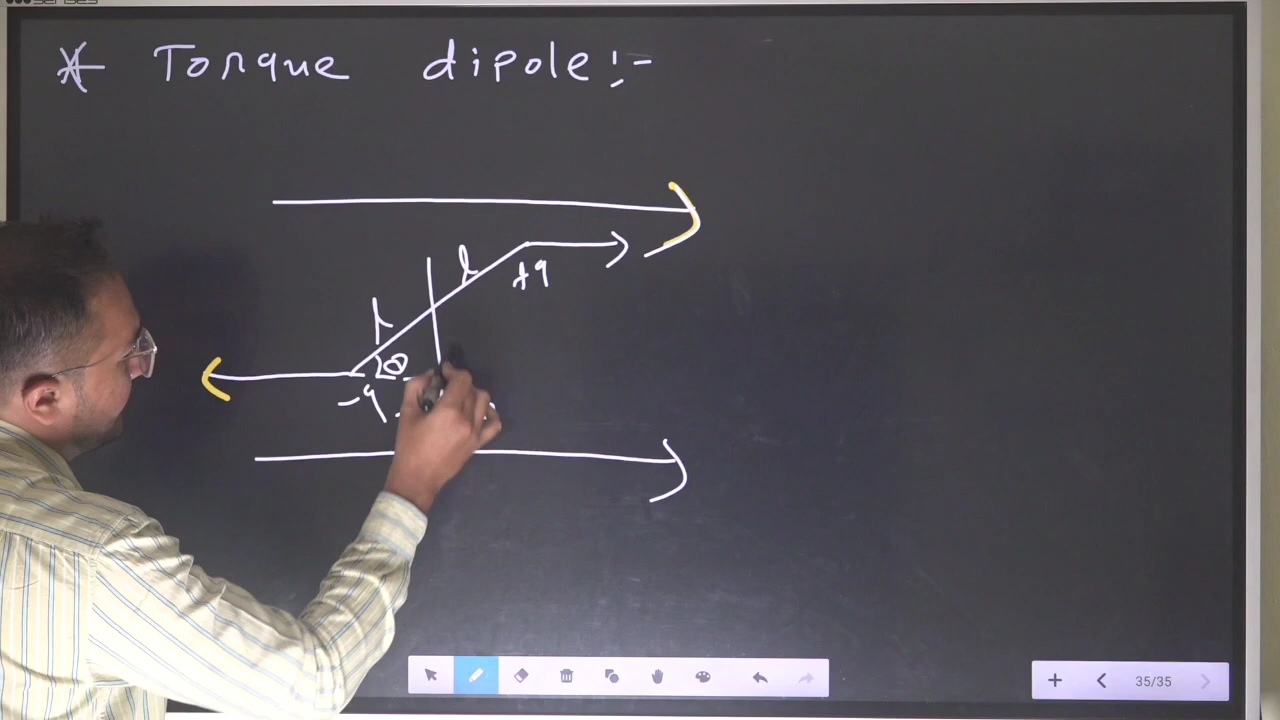 * Torque dipole :-
l
+q
l
θ
-q
35/35